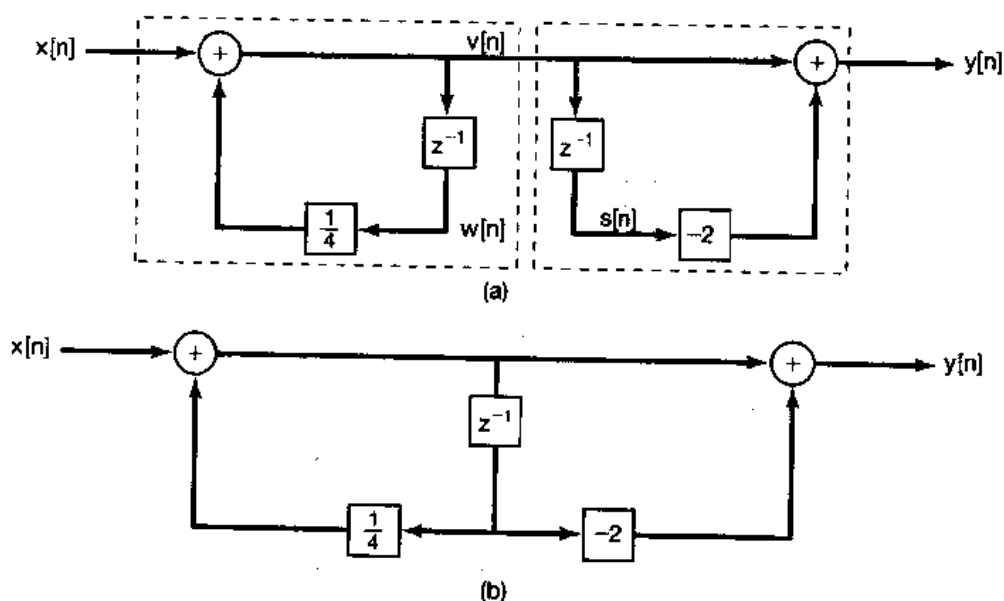 x[n] + v[n] + y[n]
z⁻¹ z⁻¹
1/4 w[n] s[n] −2
(a)
x[n] + + y[n]
z⁻¹
1/4 −2
(b)